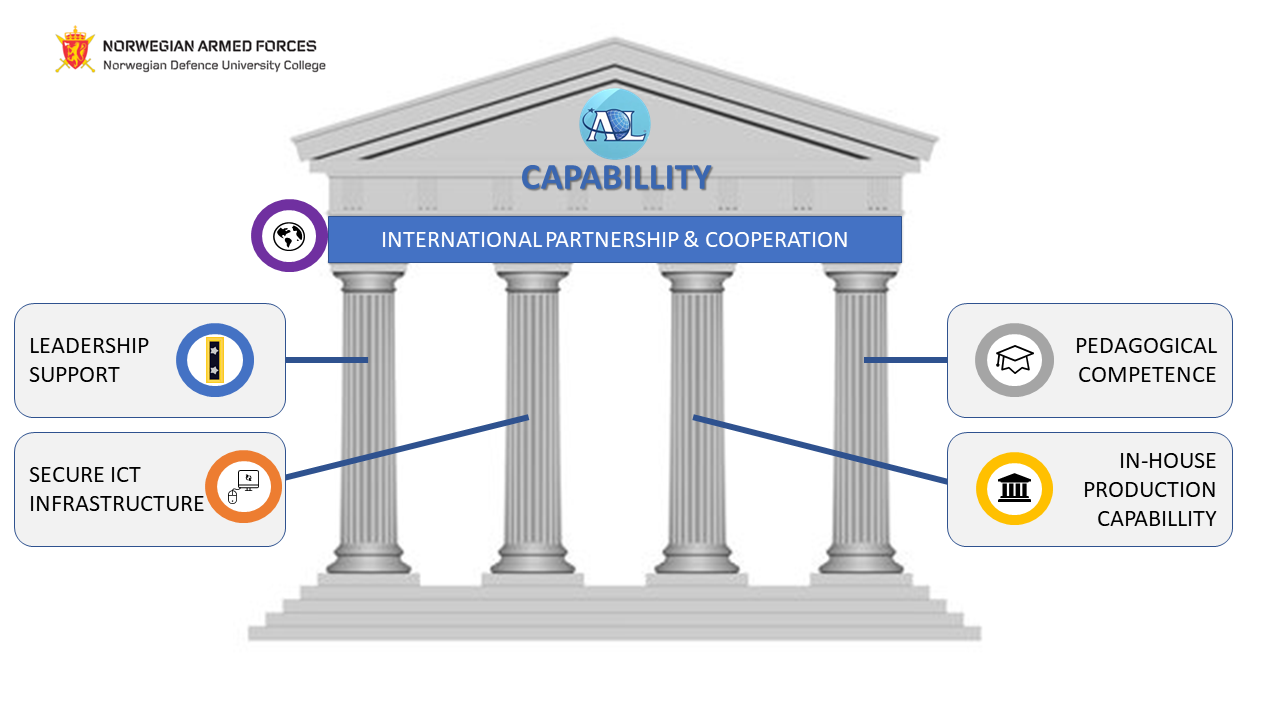 NORWEGIAN ARMED FORCES
Norwegian Defence University College
ADL
CAPABILLITY
INTERNATIONAL PARTNERSHIP & COOPERATION
LEADERSHIP
SUPPORT
SECURE ICT
INFRASTRUCTURE
PEDAGOGICAL
COMPETENCE
IN-HOUSE
PRODUCTION
CAPABILLITY